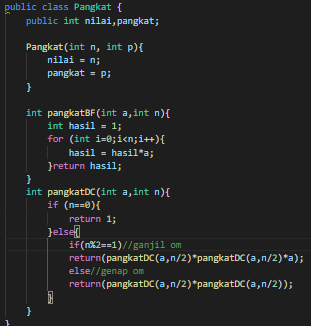 public class Pangkat {
    public int nilai,pangkat;

    Pangkat(int n, int p){
        nilai = n;
        pangkat = p;
    }

    int pangkatBF(int a,int n){
        int hasil = 1;
        for (int i=0;i<n;i++){
            hasil = hasil*a;
        }return hasil;
    }
    int pangkatDC(int a,int n){
        if (n==0){
            return 1;
        }else{
            if(n%2==1)//ganjil om
            return(pangkatDC(a,n/2)*pangkatDC(a,n/2)*a);
            else//genap om
            return(pangkatDC(a,n/2)*pangkatDC(a,n/2));
        }
    }
}